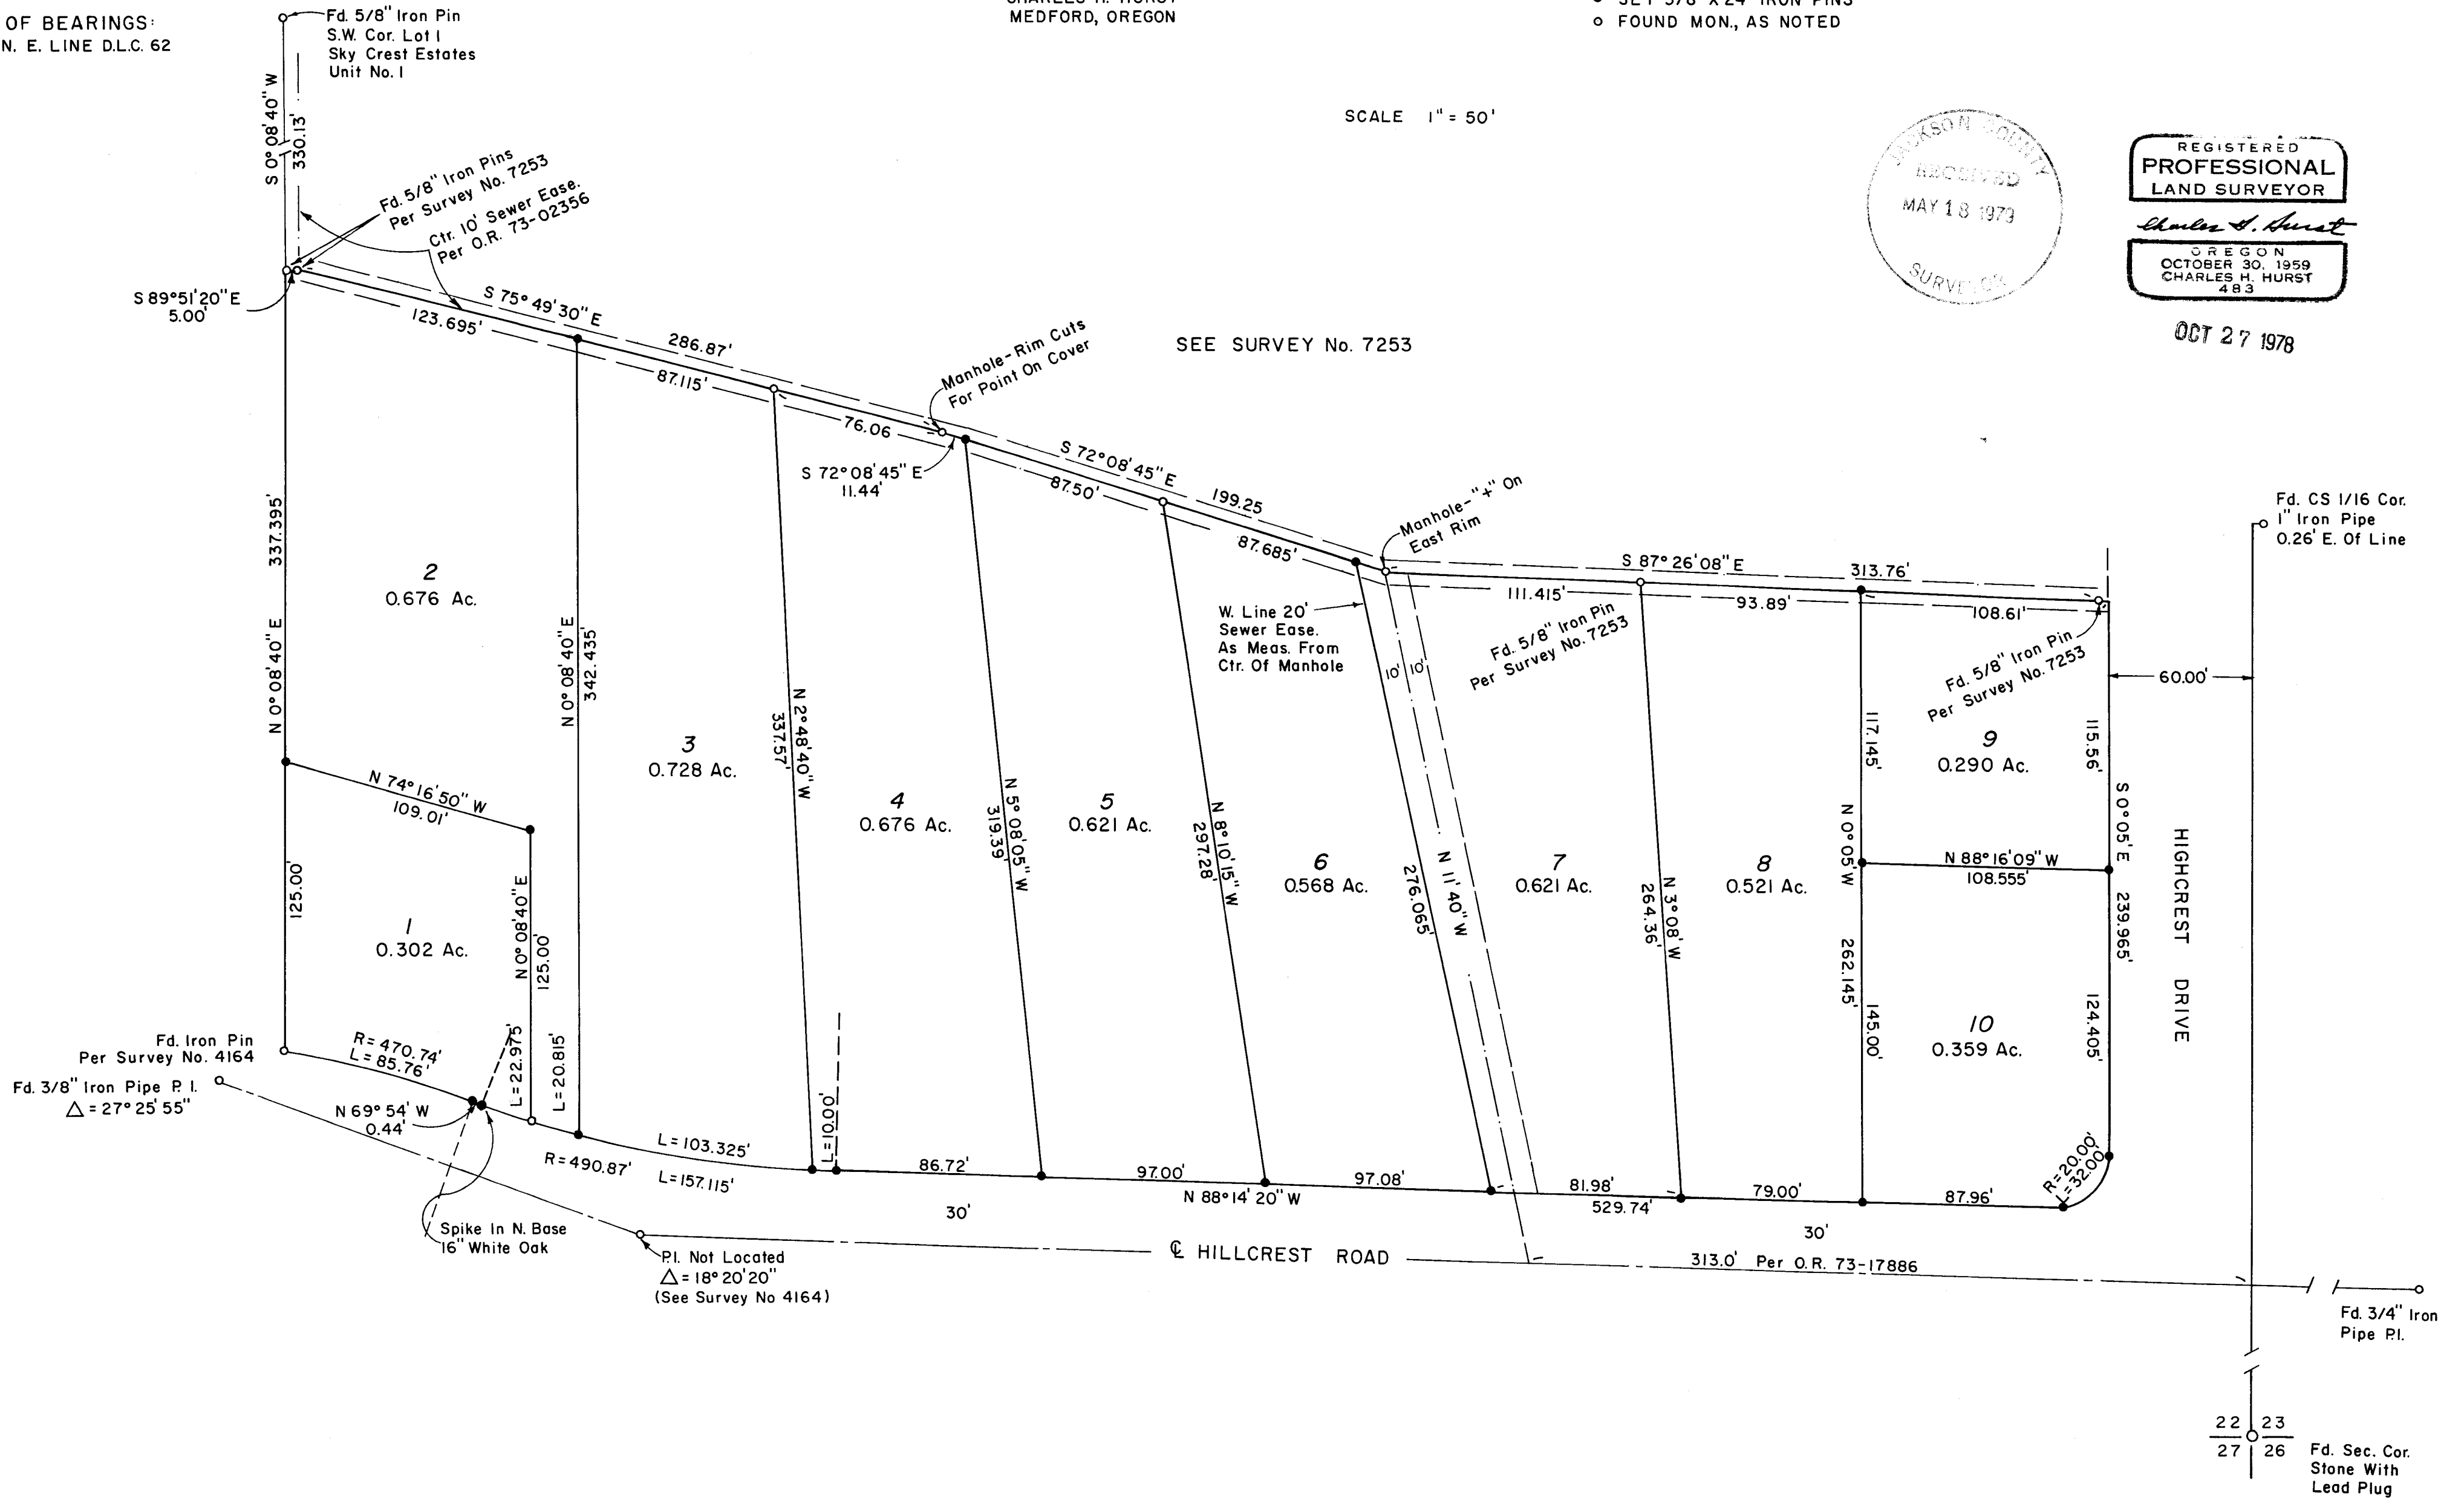 OF BEARINGS:
N. E. LINE D.L.C. 62
Fd. 5/8" Iron Pin
S.W. Cor. Lot 1
Sky Crest Estates
Unit No. 1
CHARLES H. HURST
MEDFORD, OREGON
SET 5/8" X 24" IRON PINS
FOUND MON., AS NOTED
SCALE 1" = 50'
JACKSON COUNTY
RECEIVED
MAY 18 1979
SURVEYOR
REGISTERED
PROFESSIONAL
LAND SURVEYOR
Charles H. Hurst
OREGON
OCTOBER 30, 1959
CHARLES H. HURST
483
OCT 27 1978
S 0°08'40" W
330.13'
Fd. 5/8" Iron Pins
Per Survey No. 7253
Ctr. 10' Sewer Ease.
Per O.R. 73-02356
S 89°51'20" E
5.00'
S 75°49'30" E
123.695'
286.87'
87.115'
76.06
Manhole-Rim Cuts
For Point On Cover
SEE SURVEY No. 7253
S 72°08'45" E
11.44'
S 72°08'45" E
87.50'
199.25
87.685'
Manhole-"+" On
East Rim
S 87°26'08" E
313.76'
111.415'
93.89'
108.61'
Fd. CS 1/16 Cor.
1" Iron Pipe
0.26' E. Of Line
W. Line 20'
Sewer Ease.
As Meas. From
Ctr. Of Manhole
10'
10'
Fd. 5/8" Iron Pin
Per Survey No. 7253
Fd. 5/8" Iron Pin
Per Survey No. 7253
60.00'
337.395'
N 0°08'40" E
2
0.676 Ac.
N 0°08'40" E
342.435'
3
0.728 Ac.
N 2°48'40" W
337.57'
4
0.676 Ac.
N 5°08'05" W
319.39'
5
0.621 Ac.
N 8°10'15" W
297.28'
6
0.568 Ac.
276.065'
N 11°40" W
7
0.621 Ac.
N 3°08' W
264.36'
8
0.521 Ac.
117.145'
N 0°05' W
262.145'
145.00'
9
0.290 Ac.
115.56'
S 0°05' E
239.965'
124.405'
N 88°16'09" W
108.555'
10
0.359 Ac.
HIGHCREST DRIVE
N 74°16'50" W
109.01'
125.00'
1
0.302 Ac.
N 0°08'40" E
125.00'
Fd. Iron Pin
Per Survey No. 4164
Fd. 3/8" Iron Pipe P.I.
△ = 27°25'55"
R=470.74'
L=85.76'
N 69°54' W
0.44'
L=22.975'
L=20.815'
L=103.325'
R=490.87'
L=157.115'
L=10.00'
86.72'
97.00'
N 88°14'20" W
97.08'
81.98'
529.74'
79.00'
87.96'
R=20.00'
L=32.00'
Spike In N. Base
16" White Oak
P.I. Not Located
△ = 18°20'20"
(See Survey No 4164)
30'
℄ HILLCREST ROAD
30'
313.0' Per O.R. 73-17886
Fd. 3/4" Iron
Pipe P.I.
22 23
27 26
Fd. Sec. Cor.
Stone With
Lead Plug